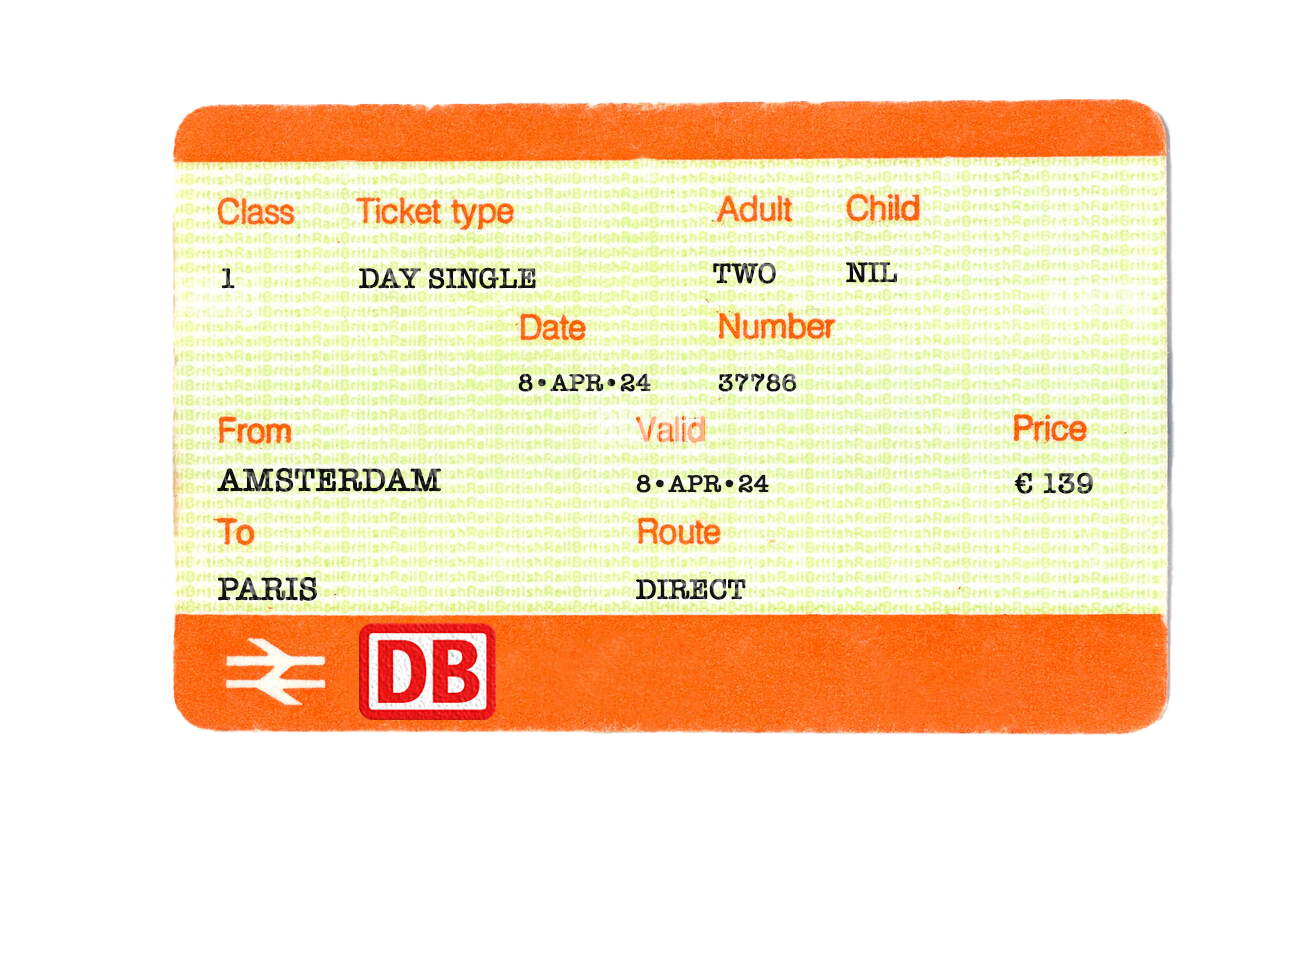 Class Ticket type Adult Child
1 DAY SINGLE TWO NIL
Date Number
8•APR•24 37786
From Valid Price
AMSTERDAM 8•APR•24 € 139
To Route
PARIS DIRECT
DB